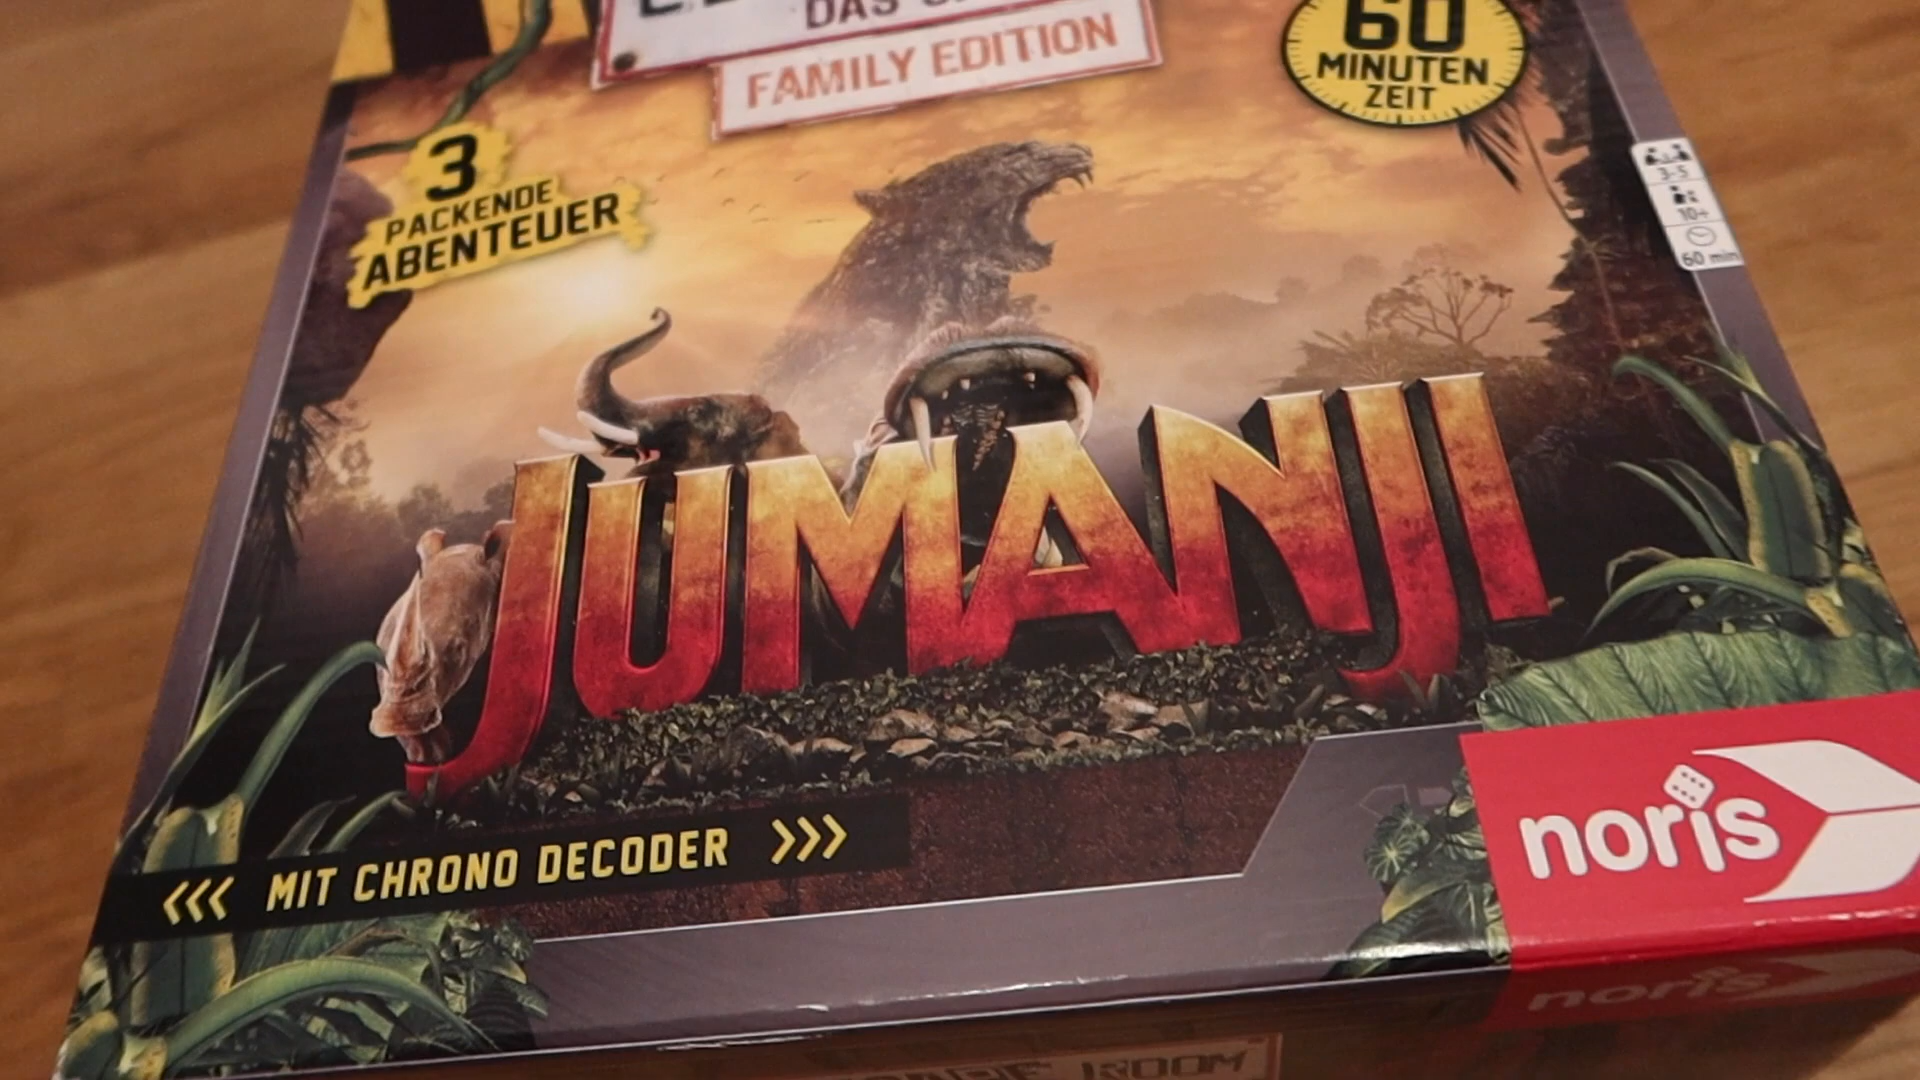 DAS
FAMILY EDITION
60
MINUTEN
ZEIT
3
PACKENDE
ABENTEUER
3-5
10+
60 min
JUMANJI
noris
<<< MIT CHRONO DECODER >>>
noris
ROOM